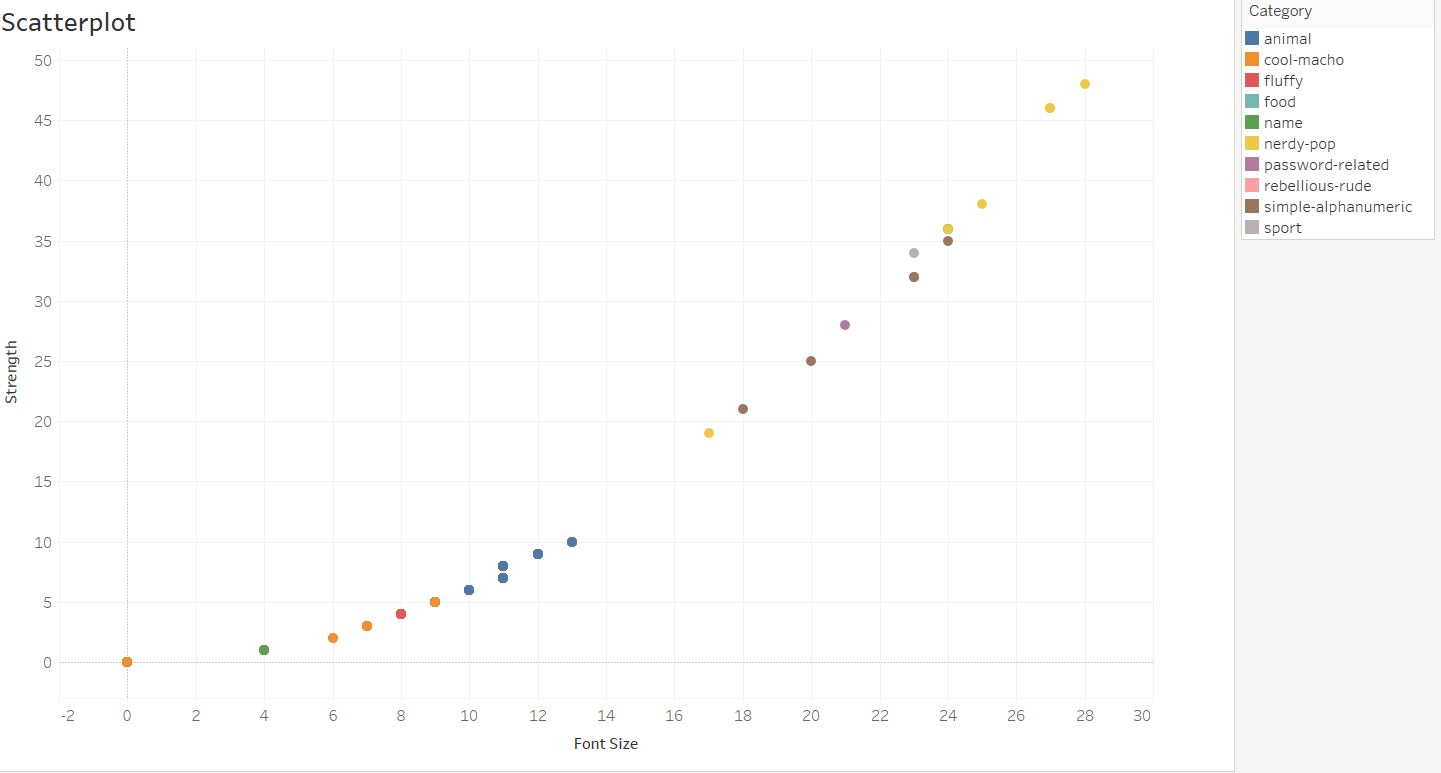 Scatterplot
Category
animal
cool-macho
fluffy
food
name
nerdy-pop
password-related
rebellious-rude
simple-alphanumeric
sport
Strength
50
45
40
35
30
25
20
15
10
5
0
-2 0 2 4 6 8 10 12 14 16 18 20 22 24 26 28 30
Font Size